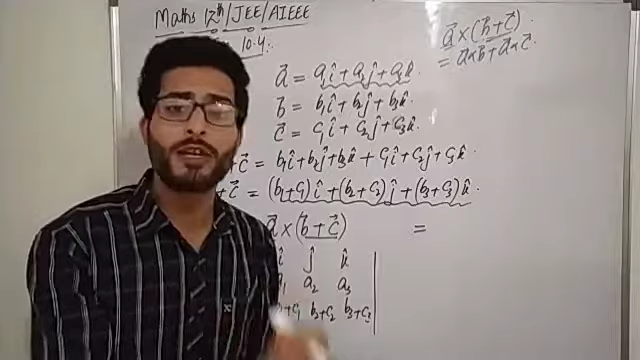 Maths 12th/JEE/AIEEE
10.4:
a⃗ × (b⃗ + c⃗).
= a⃗×b⃗ + a⃗×c⃗.
a⃗ = a₁î + a₂ĵ + a₃k̂.
b⃗ = b₁î + b₂ĵ + b₃k̂.
c⃗ = c₁î + c₂ĵ + c₃k̂.
+ c⃗ = b₁î + b₂ĵ + b₃k̂ + c₁î + c₂ĵ + c₃k̂.
+ c⃗ = (b₁+c₁)î + (b₂+c₂)ĵ + (b₃+c₃)k̂.
a⃗ × (b⃗ + c⃗) =
î ĵ k̂
a₁ a₂ a₃
+c₁ b₂+c₂ b₃+c₃